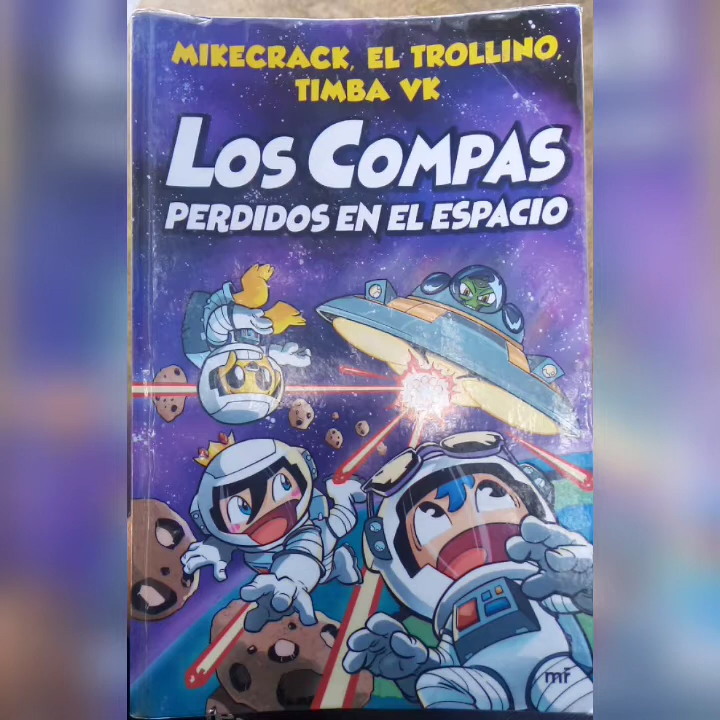 MIKECRACK, EL TROLLINO,
TIMBA VK
LOS COMPAS
PERDIDOS EN EL ESPACIO
mr